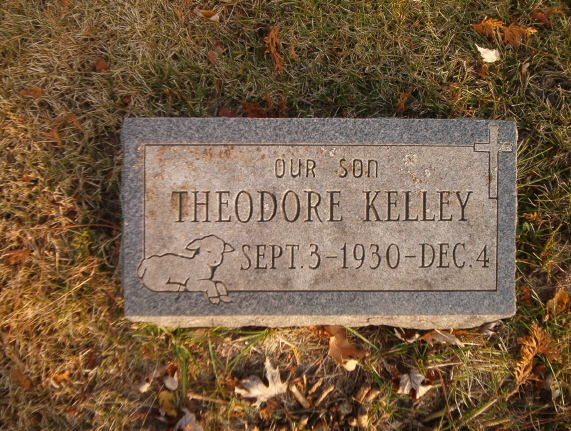 OUR SON
THEODORE KELLEY
SEPT.3-1930-DEC.4